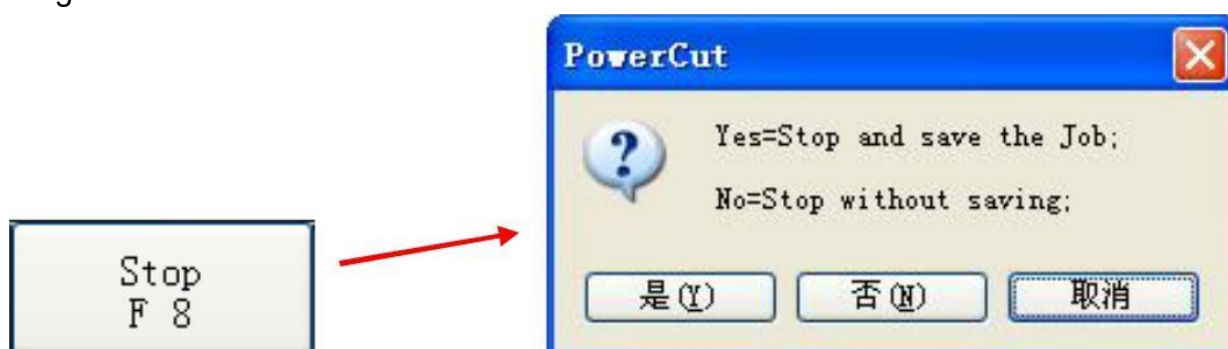 g
Stop
F 8
PowerCut
Yes=Stop and save the Job;
No=Stop without saving;
是(Y) 否(N) 取消